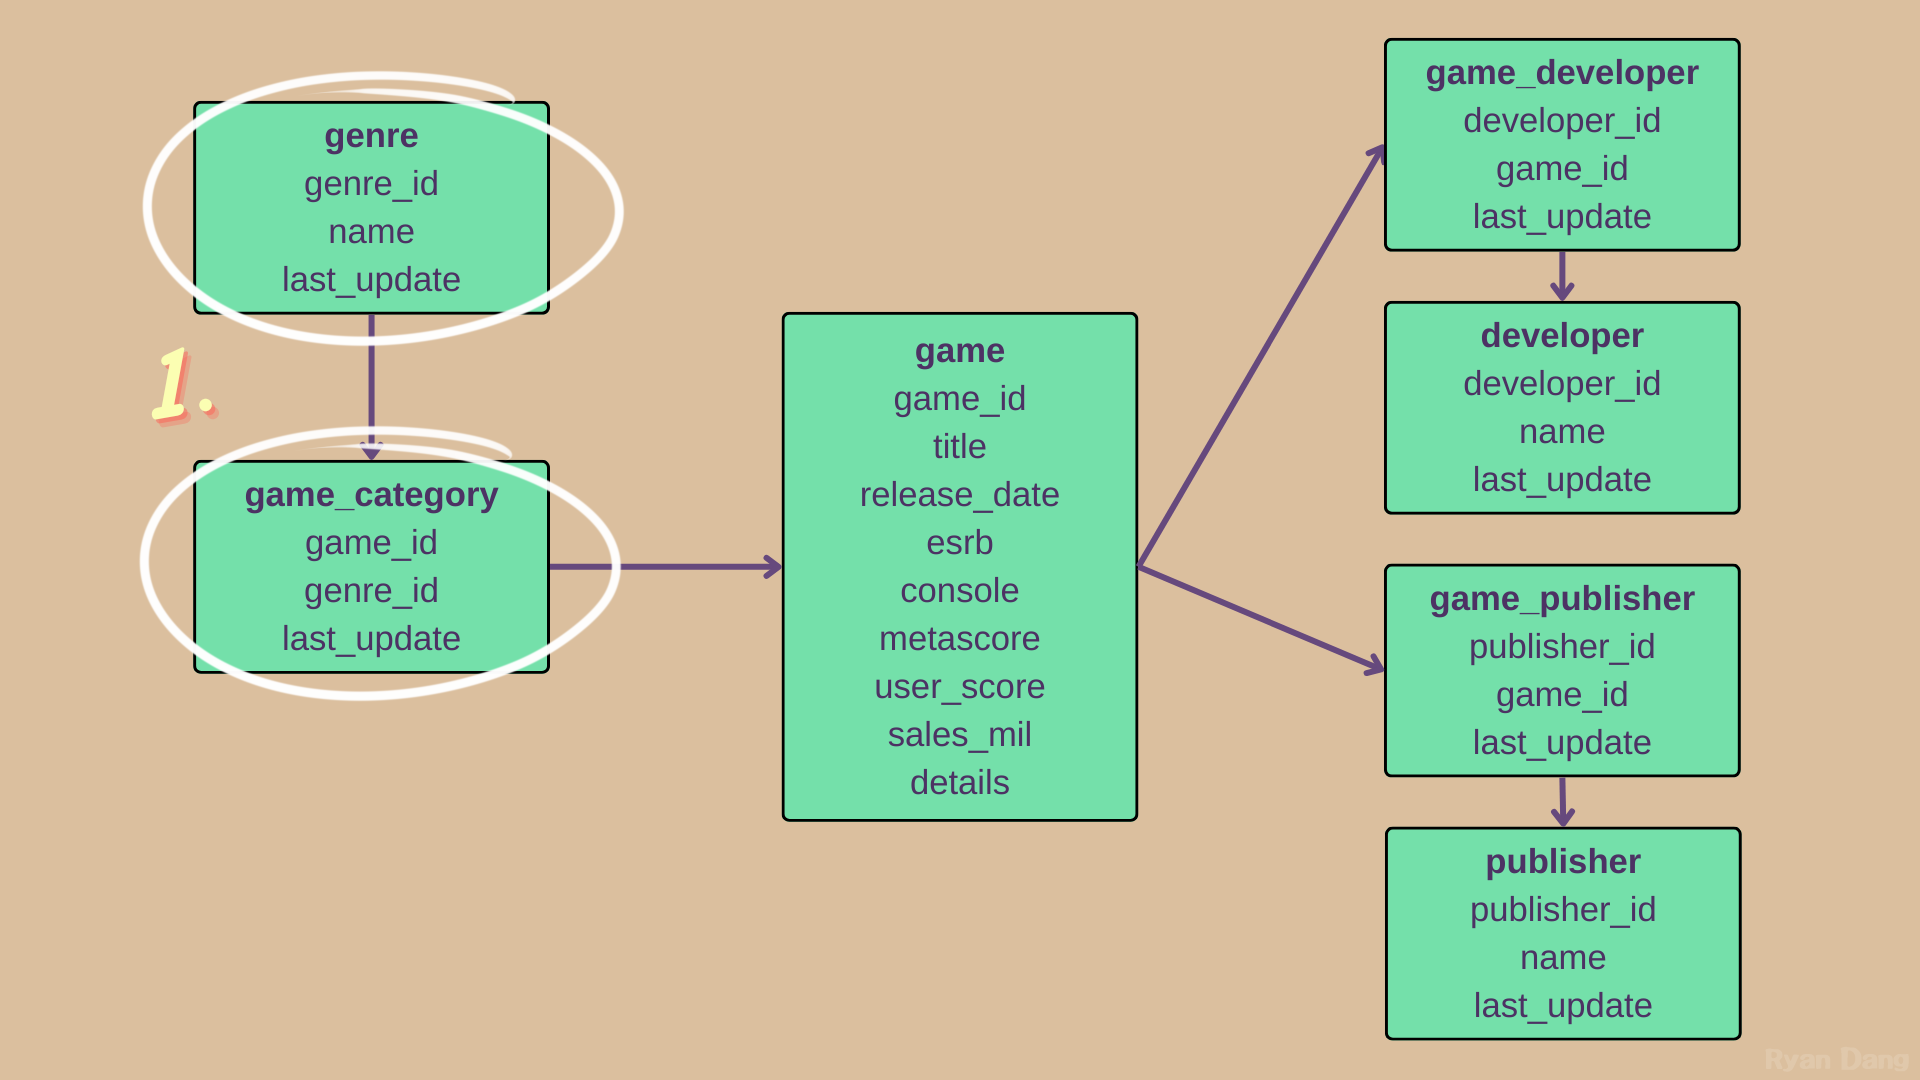 genre
genre_id
name
last_update
1.
game_category
game_id
genre_id
last_update
game
game_id
title
release_date
esrb
console
metascore
user_score
sales_mil
details
game_developer
developer_id
game_id
last_update
developer
developer_id
name
last_update
game_publisher
publisher_id
game_id
last_update
publisher
publisher_id
name
last_update
Ryan Dang